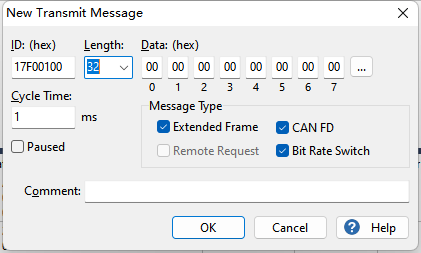 New Transmit Message
ID: (hex) Length: Data: (hex)
17F00100 32 00 00 00 00 00 00 00 00 ...
0 1 2 3 4 5 6 7
Cycle Time:
1 ms
Message Type
Extended Frame CAN FD
Paused
Remote Request Bit Rate Switch
Comment:
OK Cancel Help